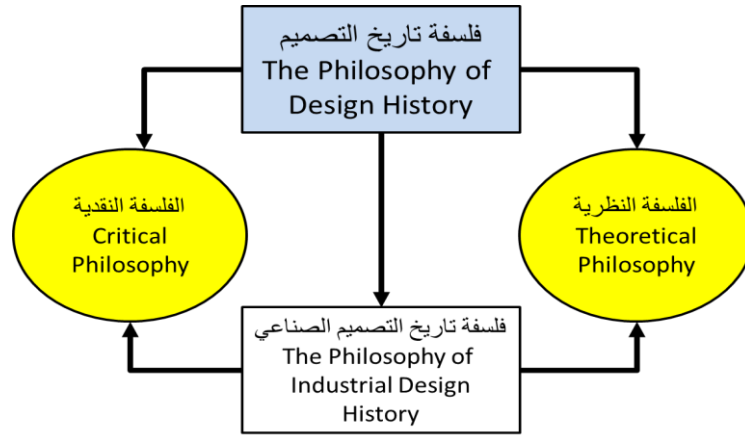 فلسفة تاريخ التصميم
The Philosophy of
Design History
الفلسفة النقدية
Critical
Philosophy
الفلسفة النظرية
Theoretical
Philosophy
فلسفة تاريخ التصميم الصناعي
The Philosophy of
Industrial Design
History